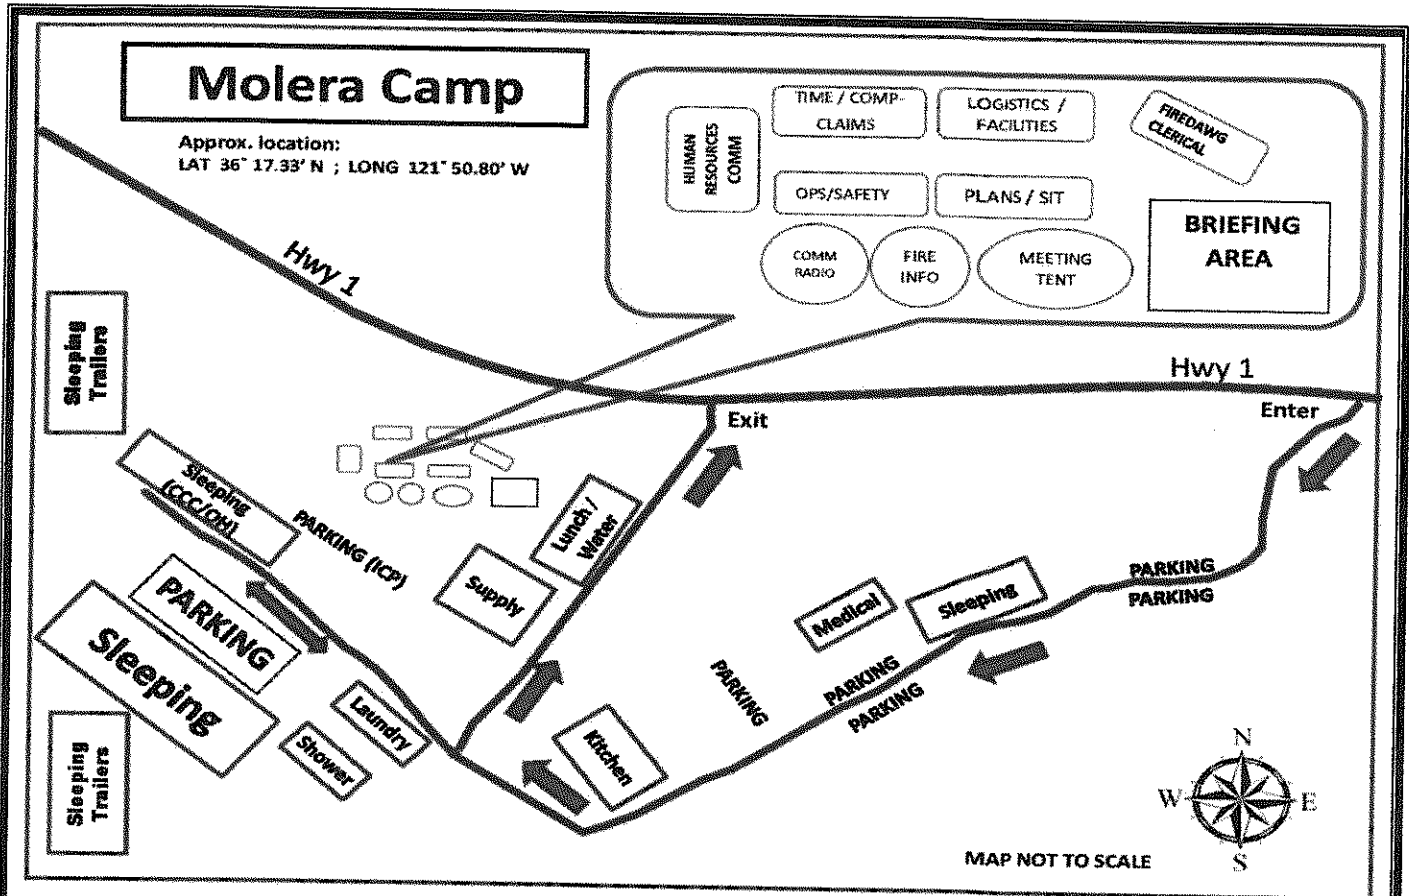 Molera Camp
Approx. location:
LAT 36° 17.33' N ; LONG 121° 50.80' W
HUMAN
RESOURCES
COMM
TIME / COMP-
CLAIMS
LOGISTICS /
FACILITIES
FIREDAWG
CLERICAL
OPS/SAFETY
PLANS / SIT
COMM
RADIO
FIRE
INFO
MEETING
TENT
BRIEFING
AREA
Hwy 1
Hwy 1
Exit
Enter
Sleeping
Trailers
Sleeping
(CCC/OH)
PARKING (ICP)
Lunch /
Water
Supply
PARKING
Sleeping
Laundry
Shower
Sleeping
Trailers
Kitchen
PARKING
Medical
Sleeping
PARKING
PARKING
PARKING
PARKING
N
W
E
S
MAP NOT TO SCALE